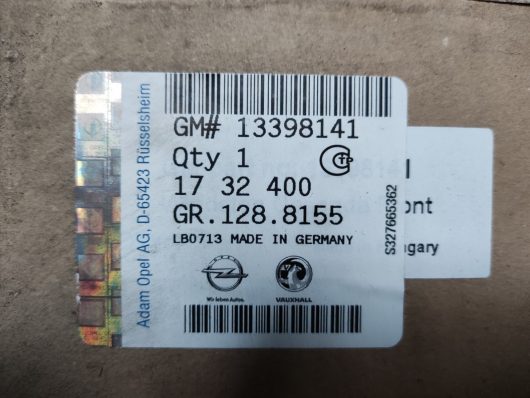 Adam Opel AG, D-65423 Rüsselsheim
GM# 13398141
Qty 1
17 32 400
GR.128.8155
LB0713 MADE IN GERMANY
Wir leben Autos.
VAUXHALL
S327665362
ont
ngary